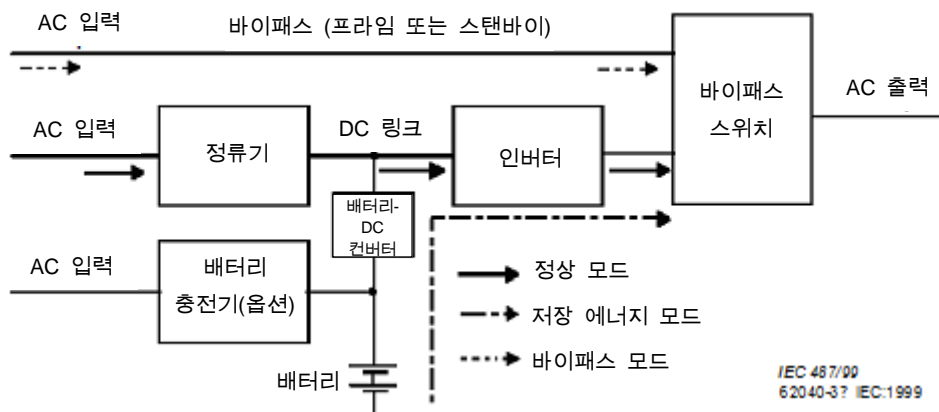 AC 입력
바이패스 (프라임 또는 스탠바이)
바이패스
스위치
AC 출력
AC 입력
정류기
DC 링크
인버터
배터리-
DC
컨버터
AC 입력
배터리
충전기(옵션)
정상 모드
저장 에너지 모드
바이패스 모드
배터리
IEC 487/99
62040-3? IEC:1999